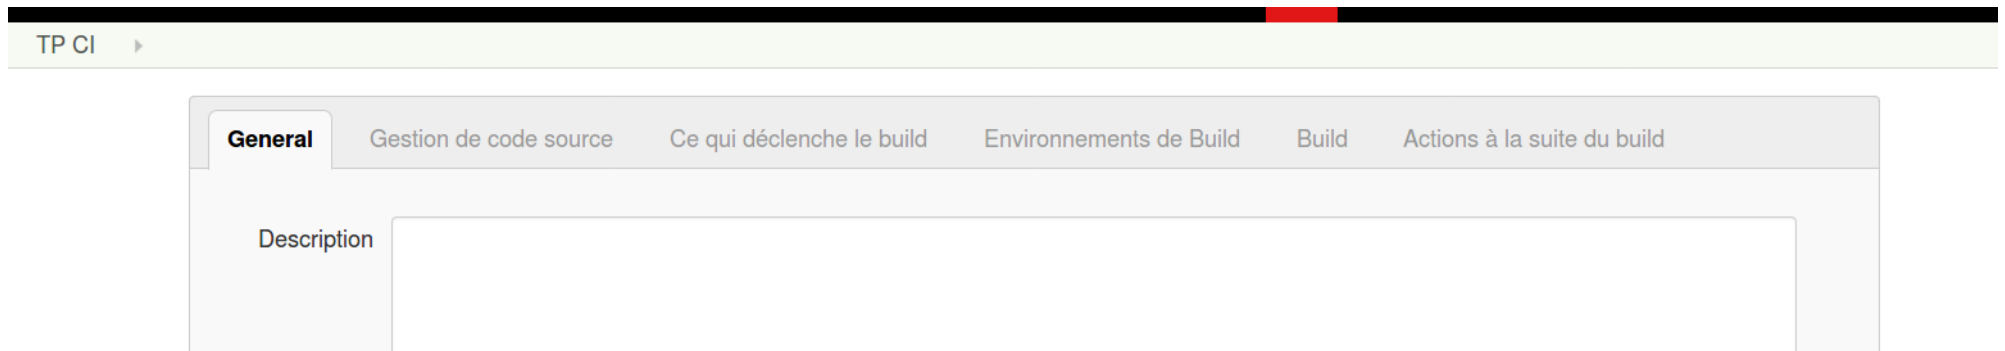 TP CI
General Gestion de code source Ce qui déclenche le build Environnements de Build Build Actions à la suite du build
Description